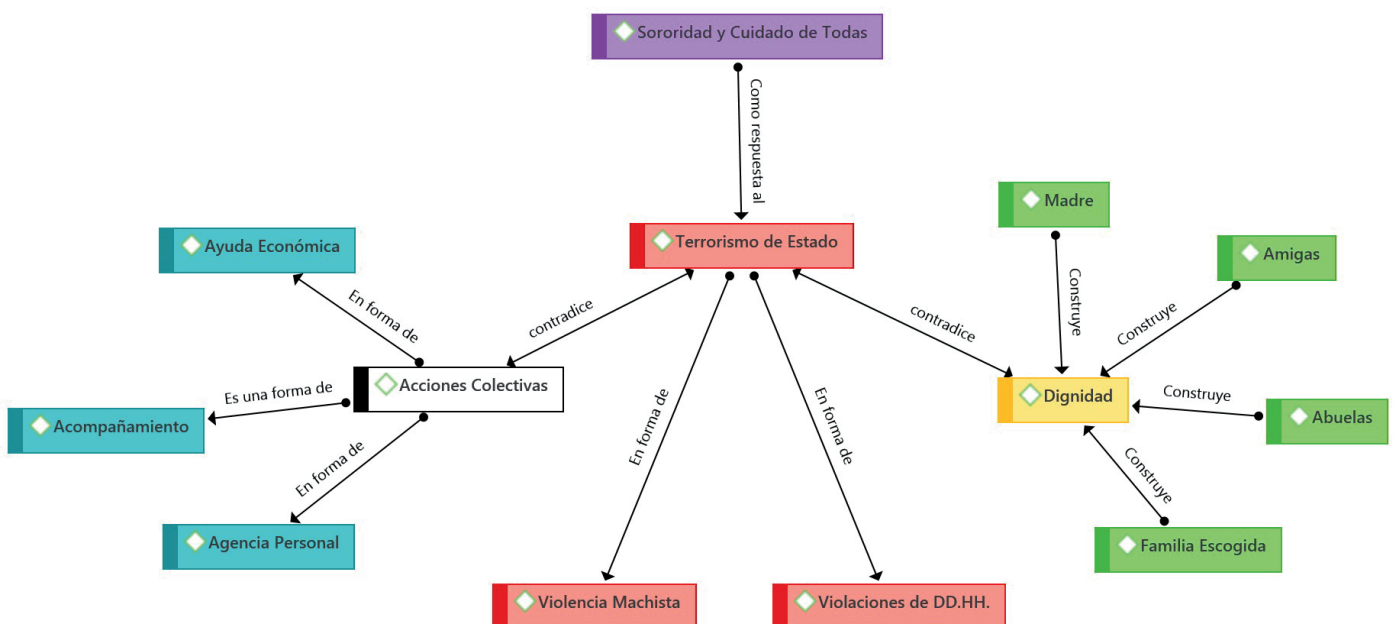 Sororidad y Cuidado de Todas
Como respuesta al
Madre
Terrorismo de Estado
Ayuda Económica
Amigas
Construye
En forma de
contradice
contradice
Construye
Acciones Colectivas
Dignidad
Es una forma de
Construye
Acompañamiento
Abuelas
En forma de
En forma de
En forma de
Construye
Agencia Personal
Familia Escogida
Violencia Machista
Violaciones de DD.HH.